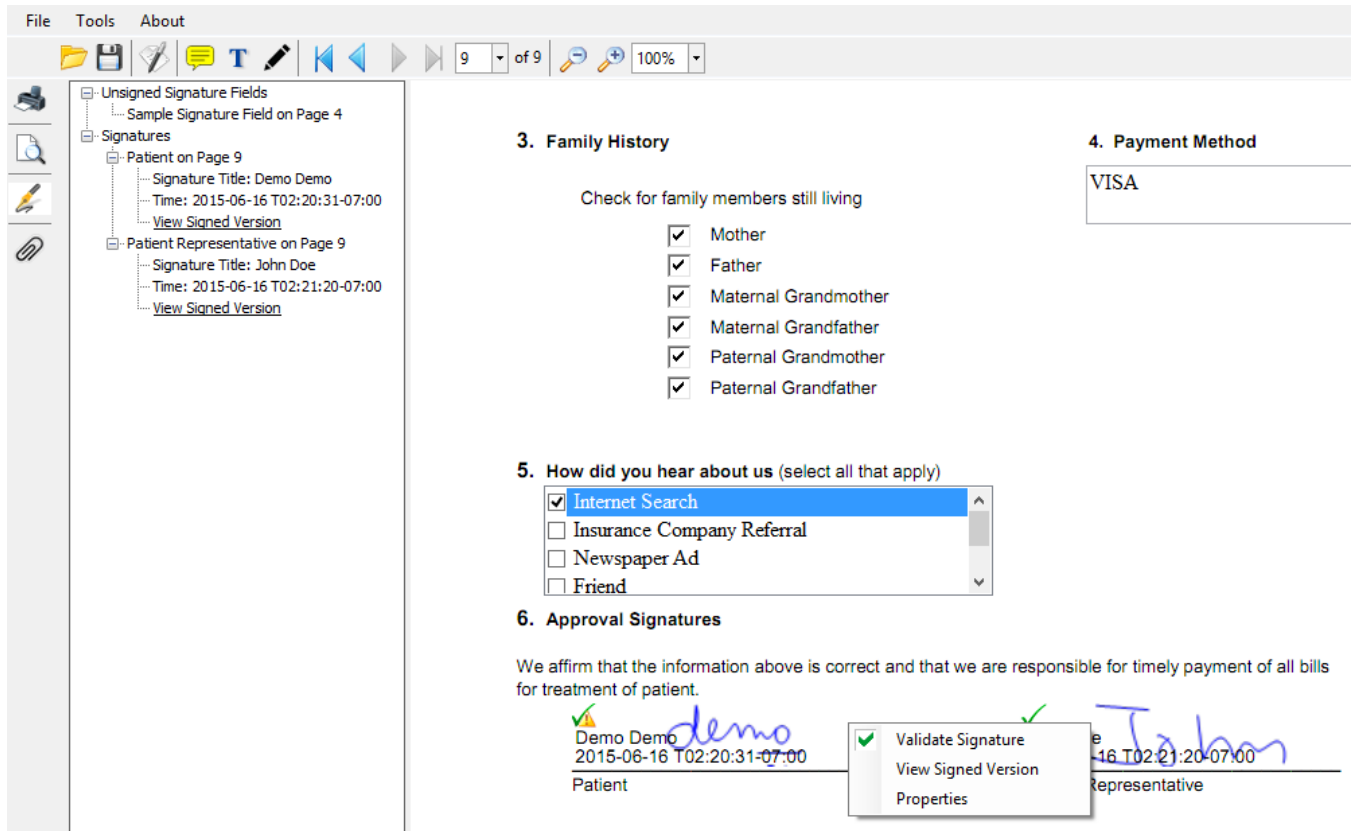 File Tools About
T 9 of 9 100%
Unsigned Signature Fields
Sample Signature Field on Page 4
Signatures
Patient on Page 9
Signature Title: Demo Demo
Time: 2015-06-16 T02:20:31-07:00
View Signed Version
Patient Representative on Page 9
Signature Title: John Doe
Time: 2015-06-16 T02:21:20-07:00
View Signed Version
3. Family History
Check for family members still living
Mother
Father
Maternal Grandmother
Maternal Grandfather
Paternal Grandmother
Paternal Grandfather
4. Payment Method
VISA
5. How did you hear about us (select all that apply)
Internet Search
Insurance Company Referral
Newspaper Ad
Friend
6. Approval Signatures
We affirm that the information above is correct and that we are responsible for timely payment of all bills
for treatment of patient.
demo
Demo Demo
2015-06-16 T02:20:31-07:00
Patient
Validate Signature
View Signed Version
Properties
John
e
-16 T02:21:20-07:00
Representative